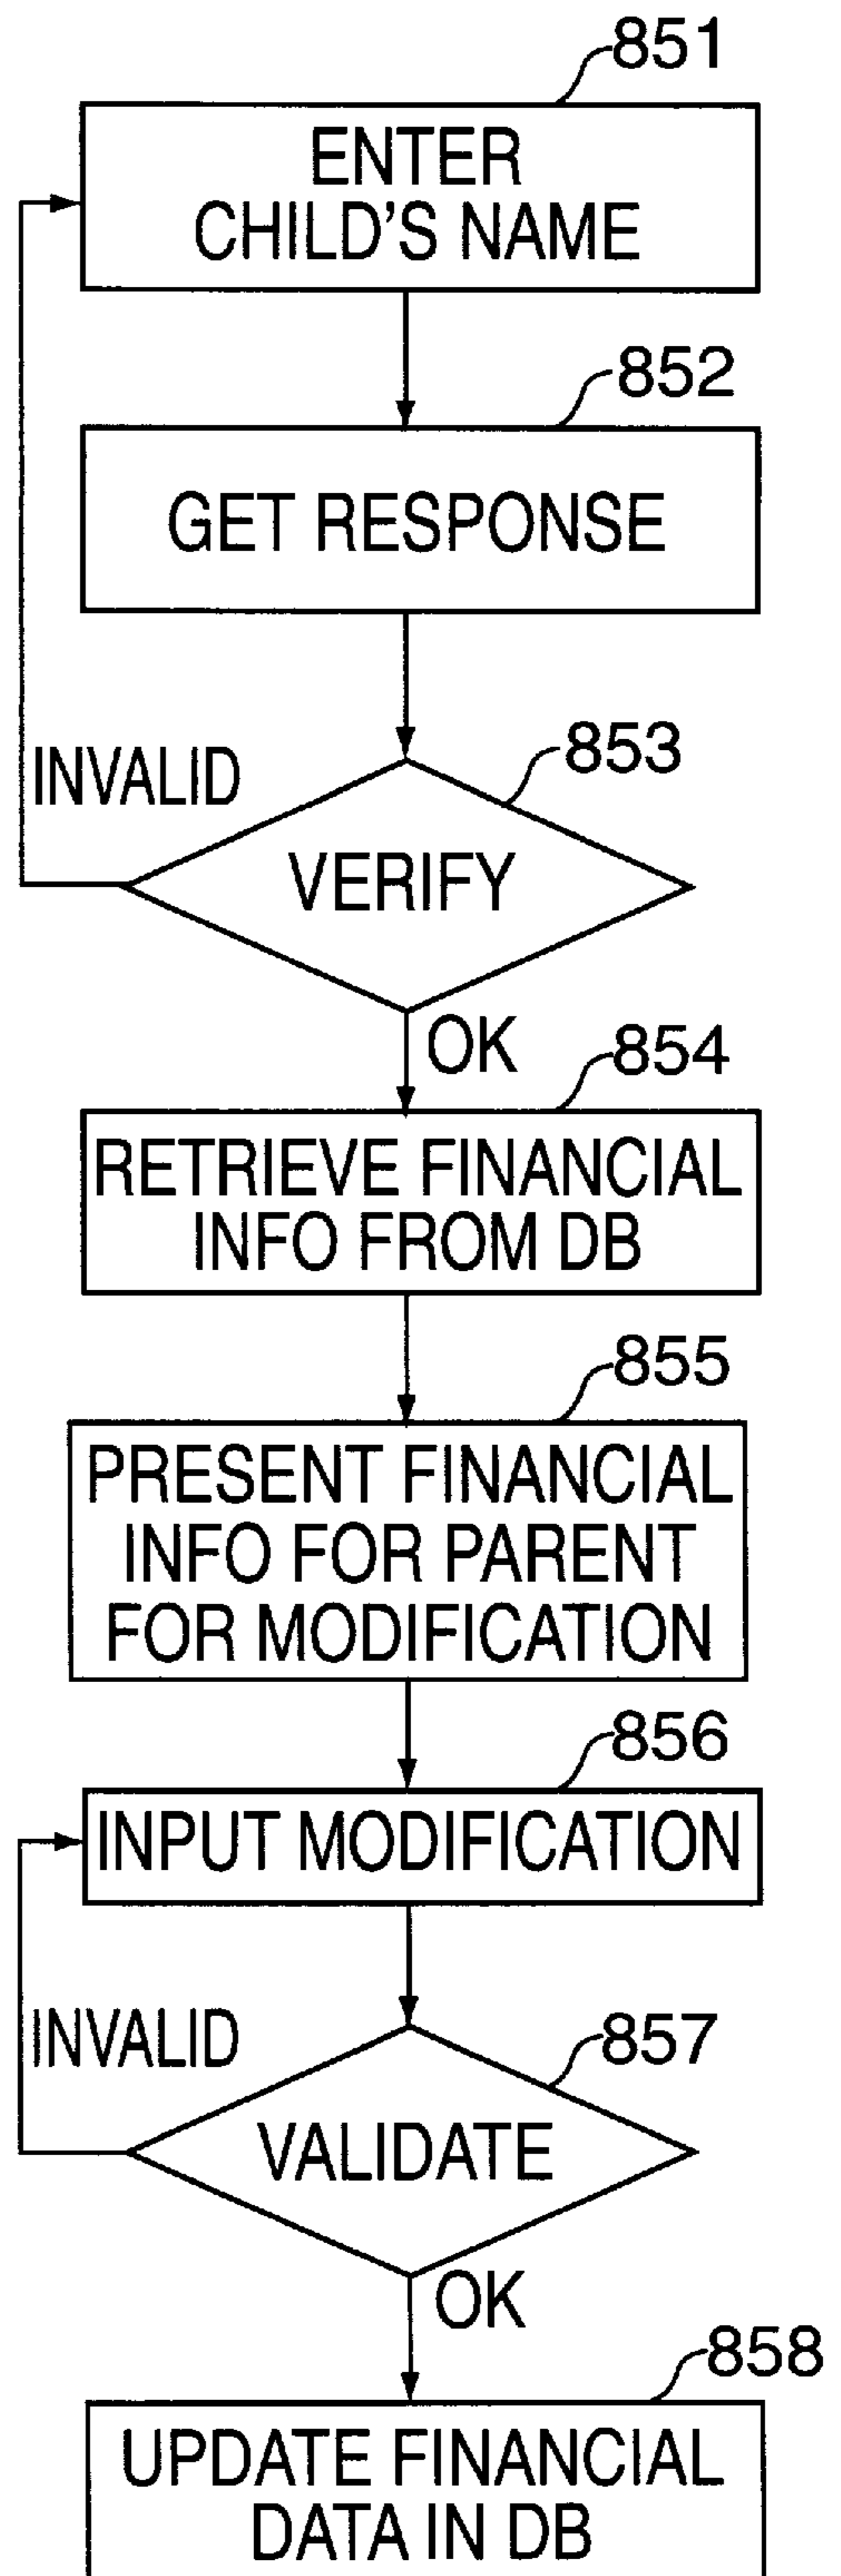 851
ENTER
CHILD'S NAME
852
GET RESPONSE
853
INVALID
VERIFY
OK
854
RETRIEVE FINANCIAL
INFO FROM DB
855
PRESENT FINANCIAL
INFO FOR PARENT
FOR MODIFICATION
856
INPUT MODIFICATION
857
INVALID
VALIDATE
OK
858
UPDATE FINANCIAL
DATA IN DB